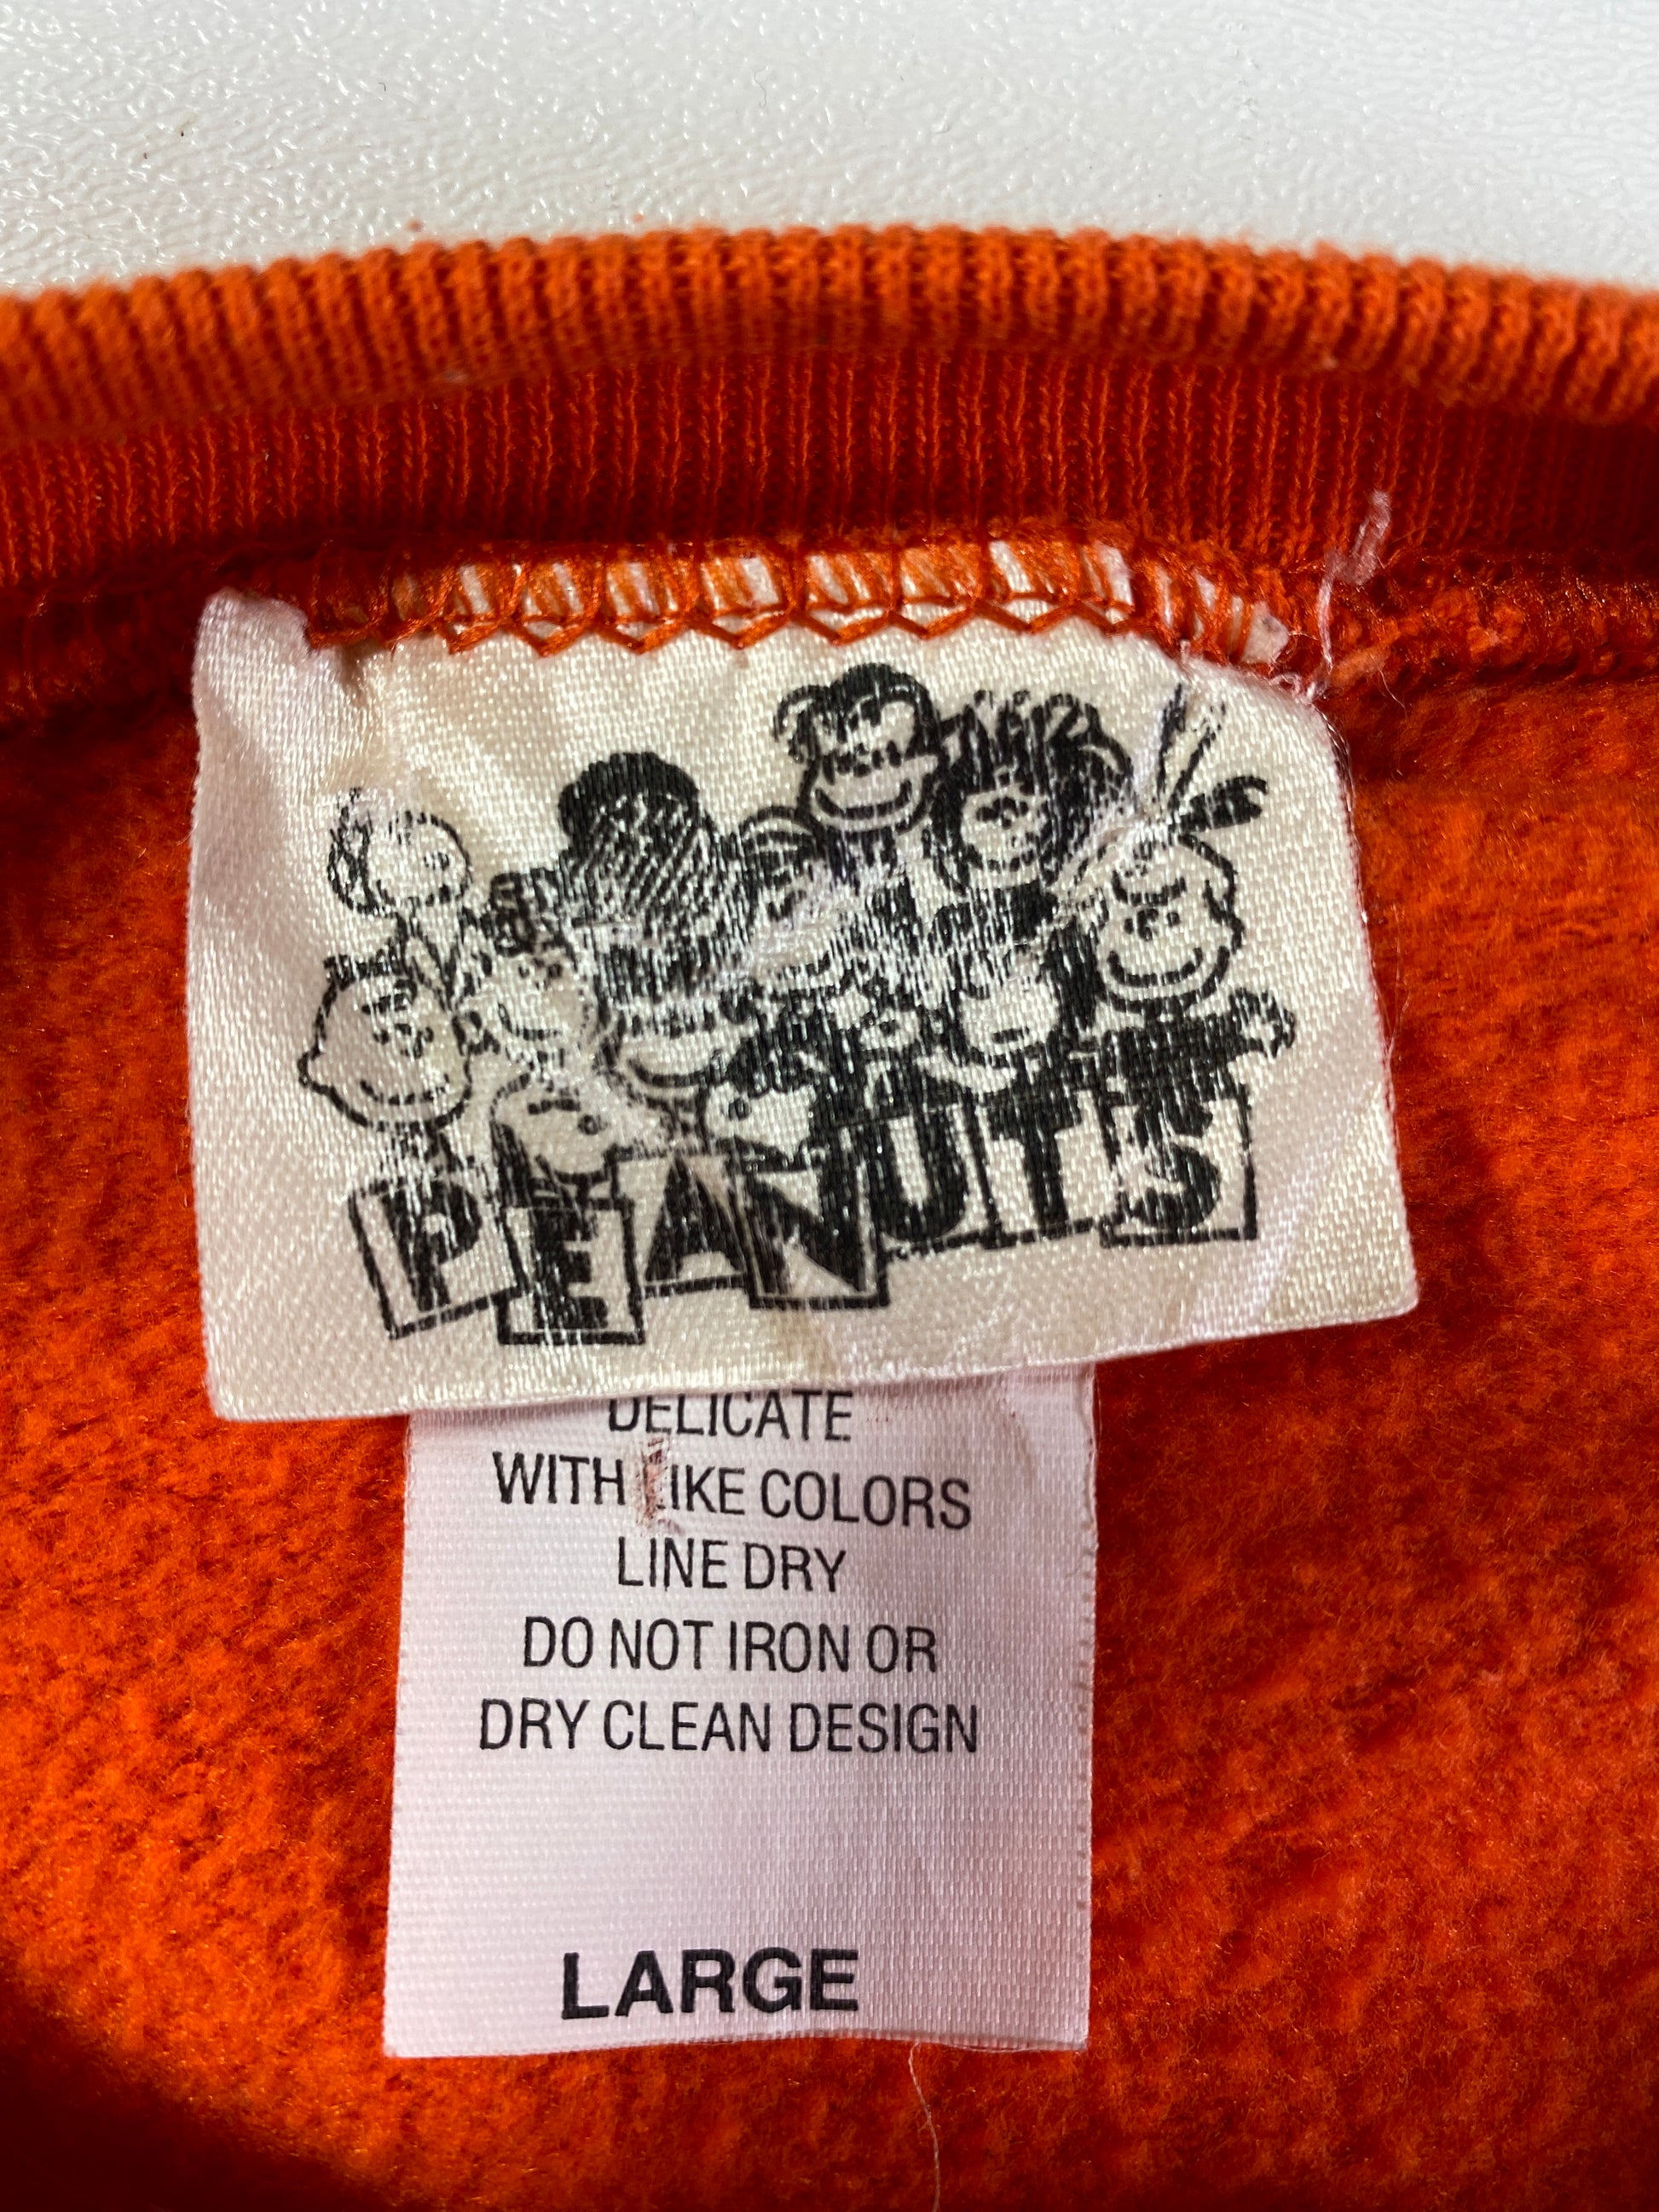 PEANUTS
DELICATE
WITH LIKE COLORS
LINE DRY
DO NOT IRON OR
DRY CLEAN DESIGN
LARGE